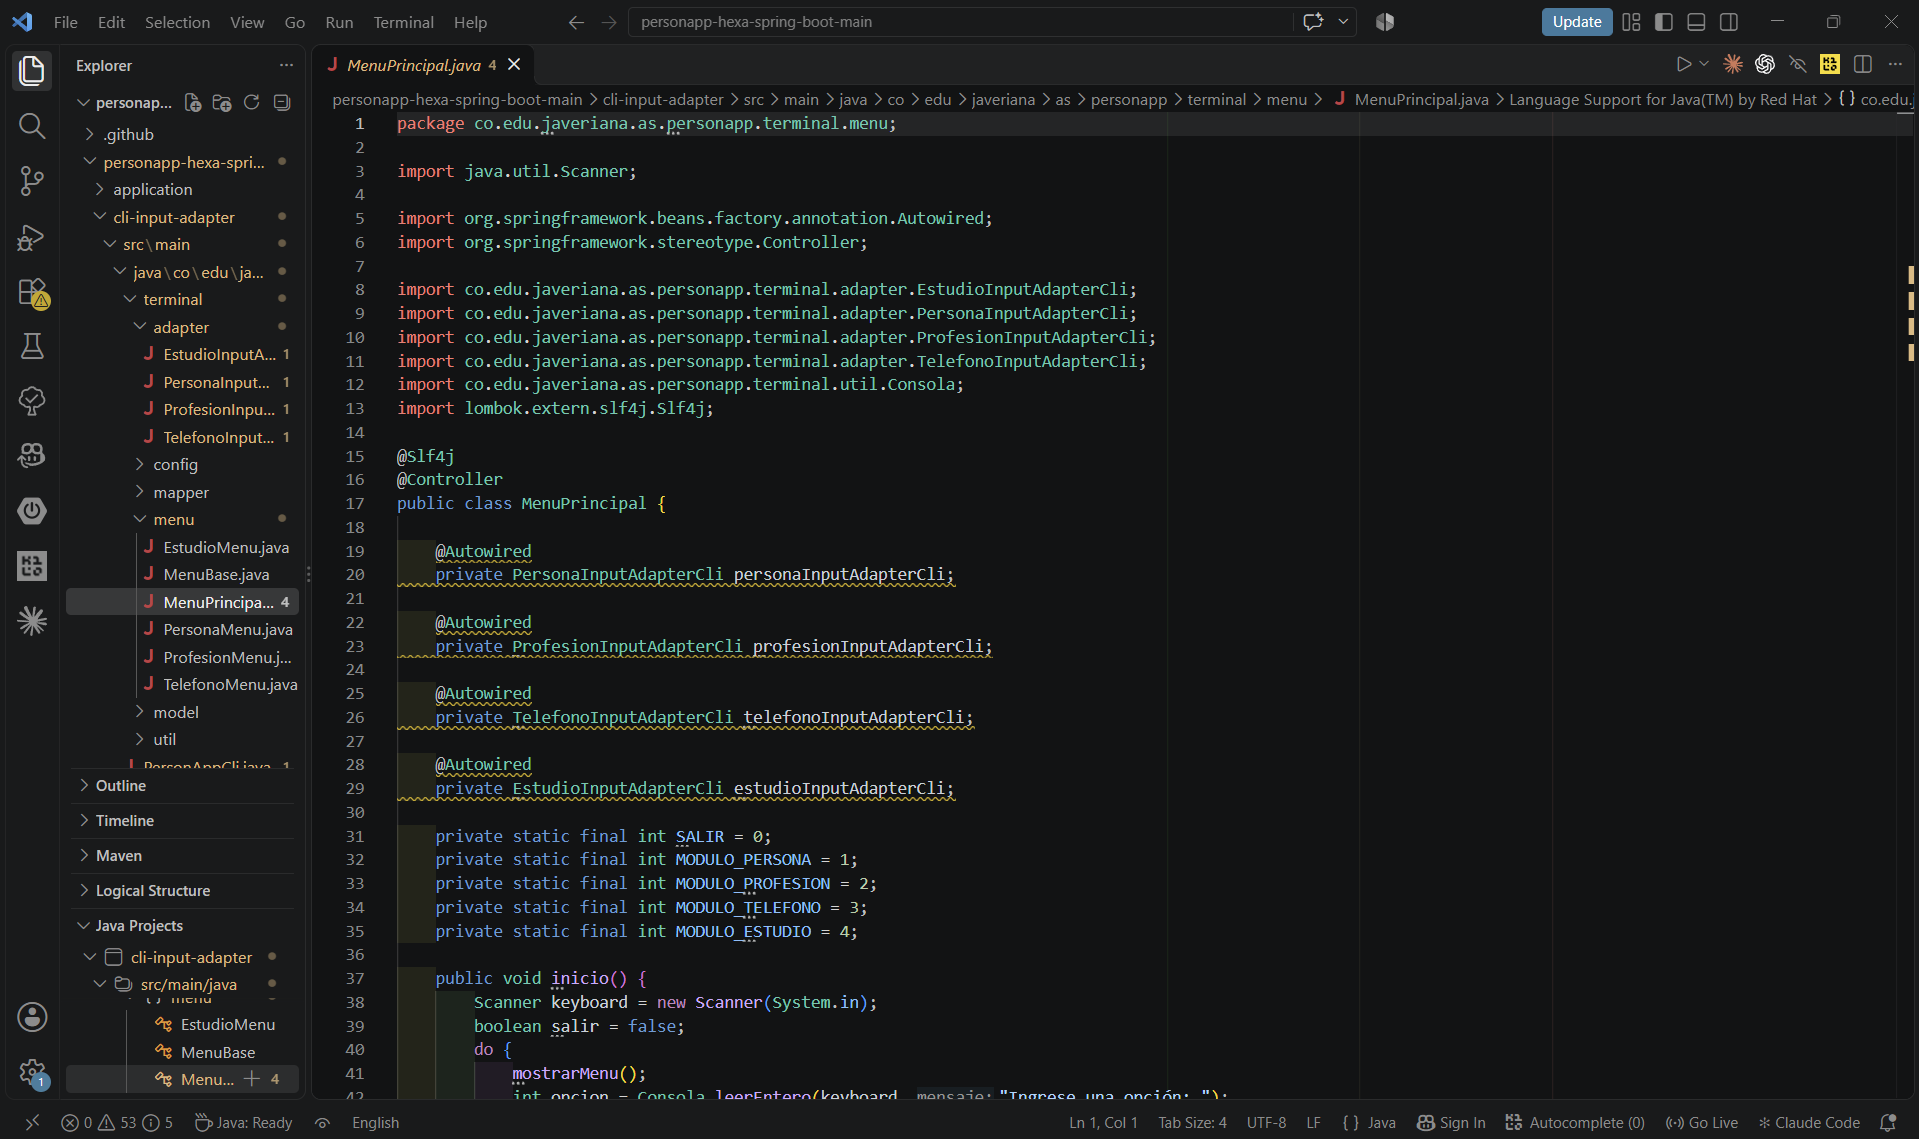 File Edit Selection View Go Run Terminal Help
personapp-hexa-spring-boot-main
Update
Explorer
personap...
.github
personapp-hexa-spri...
application
cli-input-adapter
src\main
java\co\edu\ja...
terminal
adapter
EstudioInputA... 1
PersonaInput... 1
ProfesionInpu... 1
TelefonoInput... 1
config
mapper
menu
EstudioMenu.java
MenuBase.java
MenuPrincipa... 4
PersonaMenu.java
ProfesionMenu.j...
TelefonoMenu.java
model
util
PersonAppCli.java 1
Outline
Timeline
Maven
Logical Structure
Java Projects
cli-input-adapter
src/main/java
menu
EstudioMenu
MenuBase
Menu... 4
1
MenuPrincipal.java 4
personapp-hexa-spring-boot-main > cli-input-adapter > src > main > java > co > edu > javeriana > as > personapp > terminal > menu > MenuPrincipal.java > Language Support for Java(TM) by Red Hat > {} co.edu.j
1 package co.edu.javeriana.as.personapp.terminal.menu;
2
3 import java.util.Scanner;
4
5 import org.springframework.beans.factory.annotation.Autowired;
6 import org.springframework.stereotype.Controller;
7
8 import co.edu.javeriana.as.personapp.terminal.adapter.EstudioInputAdapterCli;
9 import co.edu.javeriana.as.personapp.terminal.adapter.PersonaInputAdapterCli;
10 import co.edu.javeriana.as.personapp.terminal.adapter.ProfesionInputAdapterCli;
11 import co.edu.javeriana.as.personapp.terminal.adapter.TelefonoInputAdapterCli;
12 import co.edu.javeriana.as.personapp.terminal.util.Consola;
13 import lombok.extern.slf4j.Slf4j;
14
15 @Slf4j
16 @Controller
17 public class MenuPrincipal {
18
19 @Autowired
20 private PersonaInputAdapterCli personaInputAdapterCli;
21
22 @Autowired
23 private ProfesionInputAdapterCli profesionInputAdapterCli;
24
25 @Autowired
26 private TelefonoInputAdapterCli telefonoInputAdapterCli;
27
28 @Autowired
29 private EstudioInputAdapterCli estudioInputAdapterCli;
30
31 private static final int SALIR = 0;
32 private static final int MODULO_PERSONA = 1;
33 private static final int MODULO_PROFESION = 2;
34 private static final int MODULO_TELEFONO = 3;
35 private static final int MODULO_ESTUDIO = 4;
36
37 public void inicio() {
38 Scanner keyboard = new Scanner(System.in);
39 boolean salir = false;
40 do {
41 mostrarMenu();
42 int opcion = Consola.leerEntero(keyboard, mensaje: "Ingrese una opción: ");
0 53 5 Java: Ready English
Ln 1, Col 1 Tab Size: 4 UTF-8 LF {} Java Sign In Autocomplete (0) Go Live Claude Code